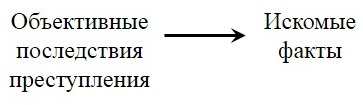 Объективные
последствия
преступления
Искомые
факты